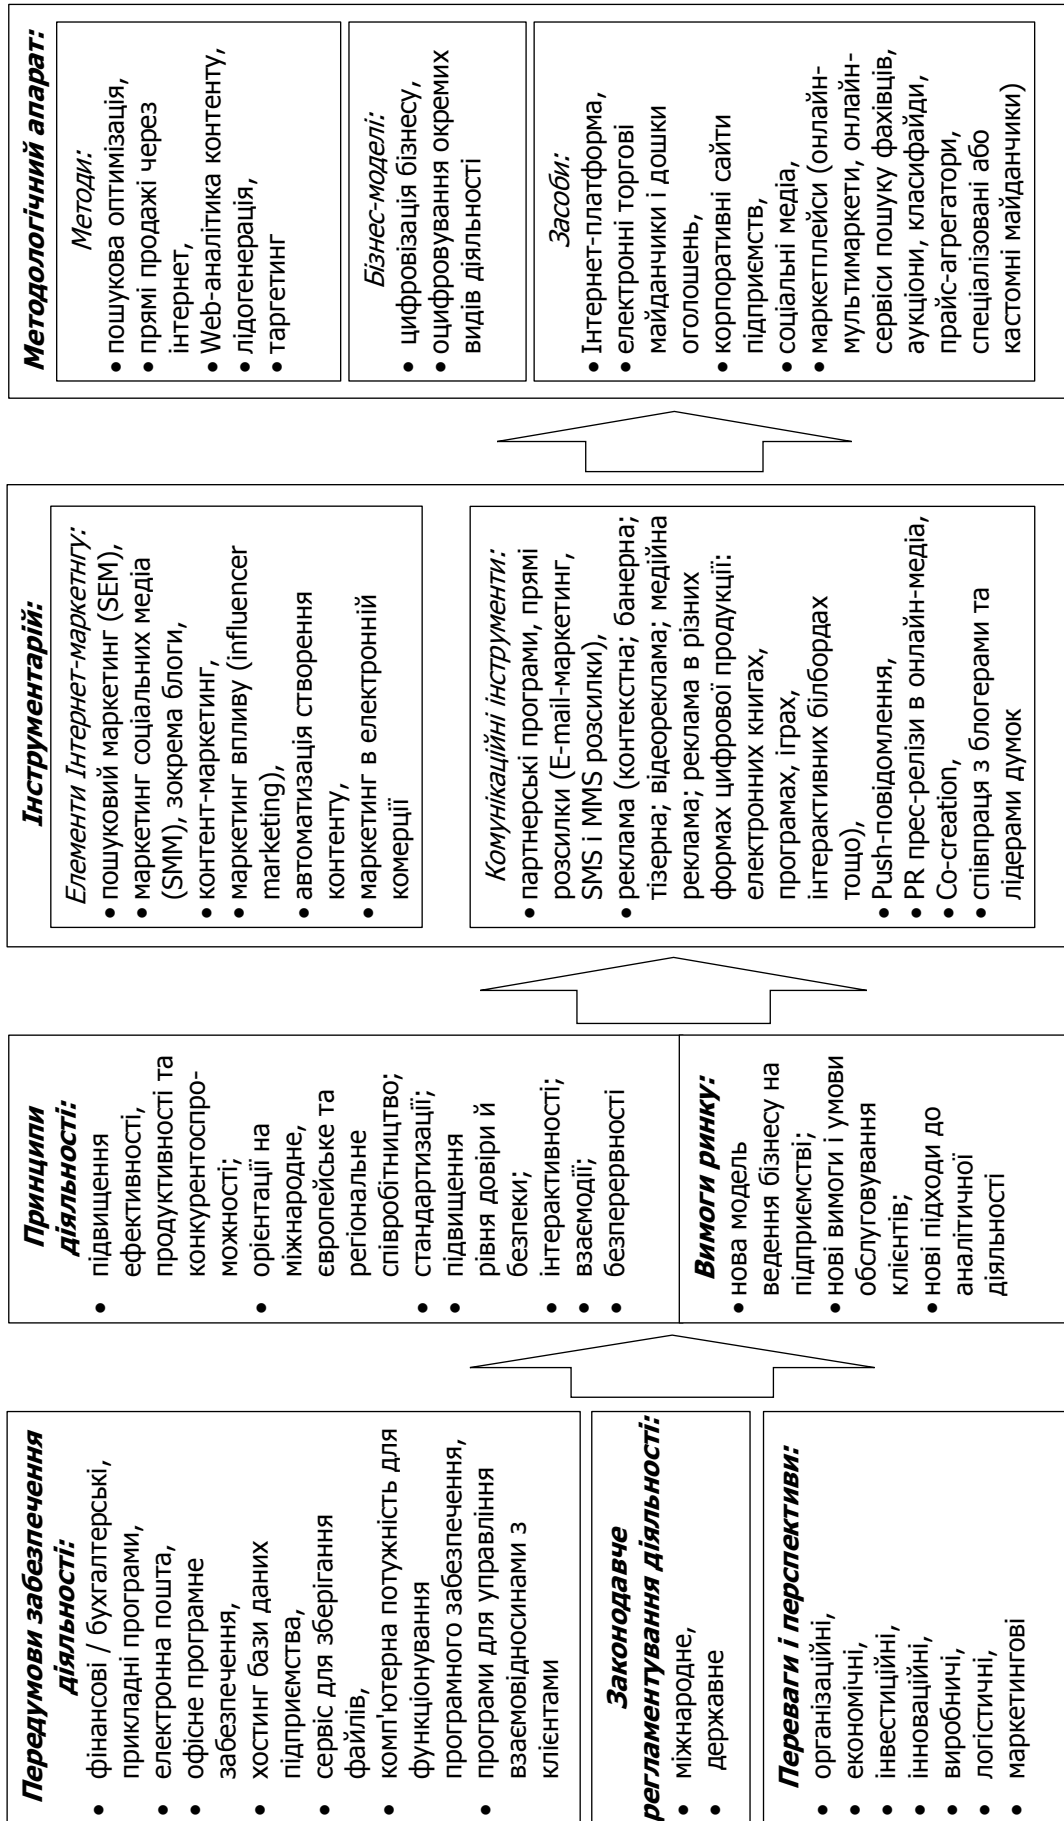 Передумови забезпечення
діяльності:
• фінансові / бухгалтерські,
прикладні програми,
• електронна пошта,
• офісне програмне
забезпечення,
• хостинг бази даних
підприємства,
• сервіс для зберігання
файлів,
• комп'ютерна потужність для
функціонування
програмного забезпечення,
• програми для управління
взаємовідносинами з
клієнтами
Законодавче
регламентування діяльності:
• міжнародне,
• державне
Переваги і перспективи:
• організаційні,
• економічні,
• інвестиційні,
• інноваційні,
• виробничі,
• логістичні,
• маркетингові
Принципи
діяльності:
• підвищення
ефективності,
продуктивності та
конкурентоспро-
можності;
• орієнтації на
міжнародне,
європейське та
регіональне
співробітництво;
• стандартизації;
• підвищення
рівня довіри й
безпеки;
• інтерактивності;
• взаємодії;
• безперервності
Вимоги ринку:
• нова модель
ведення бізнесу на
підприємстві;
• нові вимоги і умови
обслуговування
клієнтів;
• нові підходи до
аналітичної
діяльності
Інструментарій:
Елементи Інтернет-маркетнгу:
• пошуковий маркетинг (SEM),
• маркетинг соціальних медіа
(SMM), зокрема блоги,
• контент-маркетинг,
• маркетинг впливу (influencer
marketing),
• автоматизація створення
контенту,
• маркетинг в електронній
комерції
Комунікаційні інструменти:
• партнерські програми, прямі
розсилки (E-mail-маркетинг,
SMS і MMS розсилки),
• реклама (контекстна; банерна;
тізерна; відеореклама; медійна
реклама; реклама в різних
формах цифрової продукції:
електронних книгах,
програмах, іграх,
інтерактивних білбордах
тощо),
• Push-повідомлення,
• PR прес-релізи в онлайн-медіа,
• Co-creation,
• співпраця з блогерами та
лідерами думок
Методологічний апарат:
Методи:
• пошукова оптимізація,
• прямі продажі через
інтернет,
• Web-аналітика контенту,
• лідогенерація,
• таргетинг
Бізнес-моделі:
• цифровізація бізнесу,
• оцифровування окремих
видів діяльності
Засоби:
• Інтернет-платформа,
• електронні торгові
майданчики і дошки
оголошень,
• корпоративні сайти
підприємств,
• соціальні медіа,
• маркетплейси (онлайн-
мультимаркети, онлайн-
сервіси пошуку фахівців,
аукціони, класифайди,
прайс-агрегатори,
спеціалізовані або
кастомні майданчики)